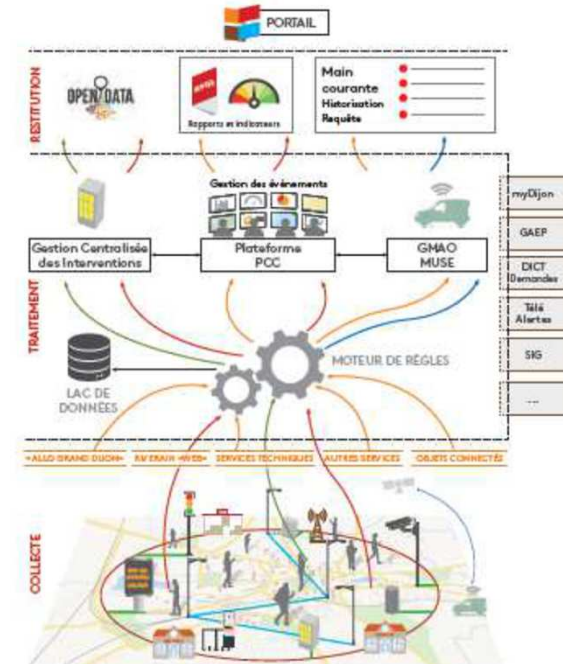 PORTAIL
RESTITUTION
OPEN DATA
Rapports et indicateurs
Main
courante
Historisation
Requête
TRAITEMENT
Gestion des événements
Gestion Centralisée
des Interventions
Plateforme
PCC
GMAO
MUSE
myDijon
GAEP
DICT
Demandes
Télé
Alertes
SIG
...
MOTEUR DE RÈGLES
LAC DE
DONNÉES
«ALLO GRAND DIJON»
RIVERAIN «WEB»
SERVICES TECHNIQUES
AUTRES SERVICES
OBJETS CONNECTÉS
COLLECTE